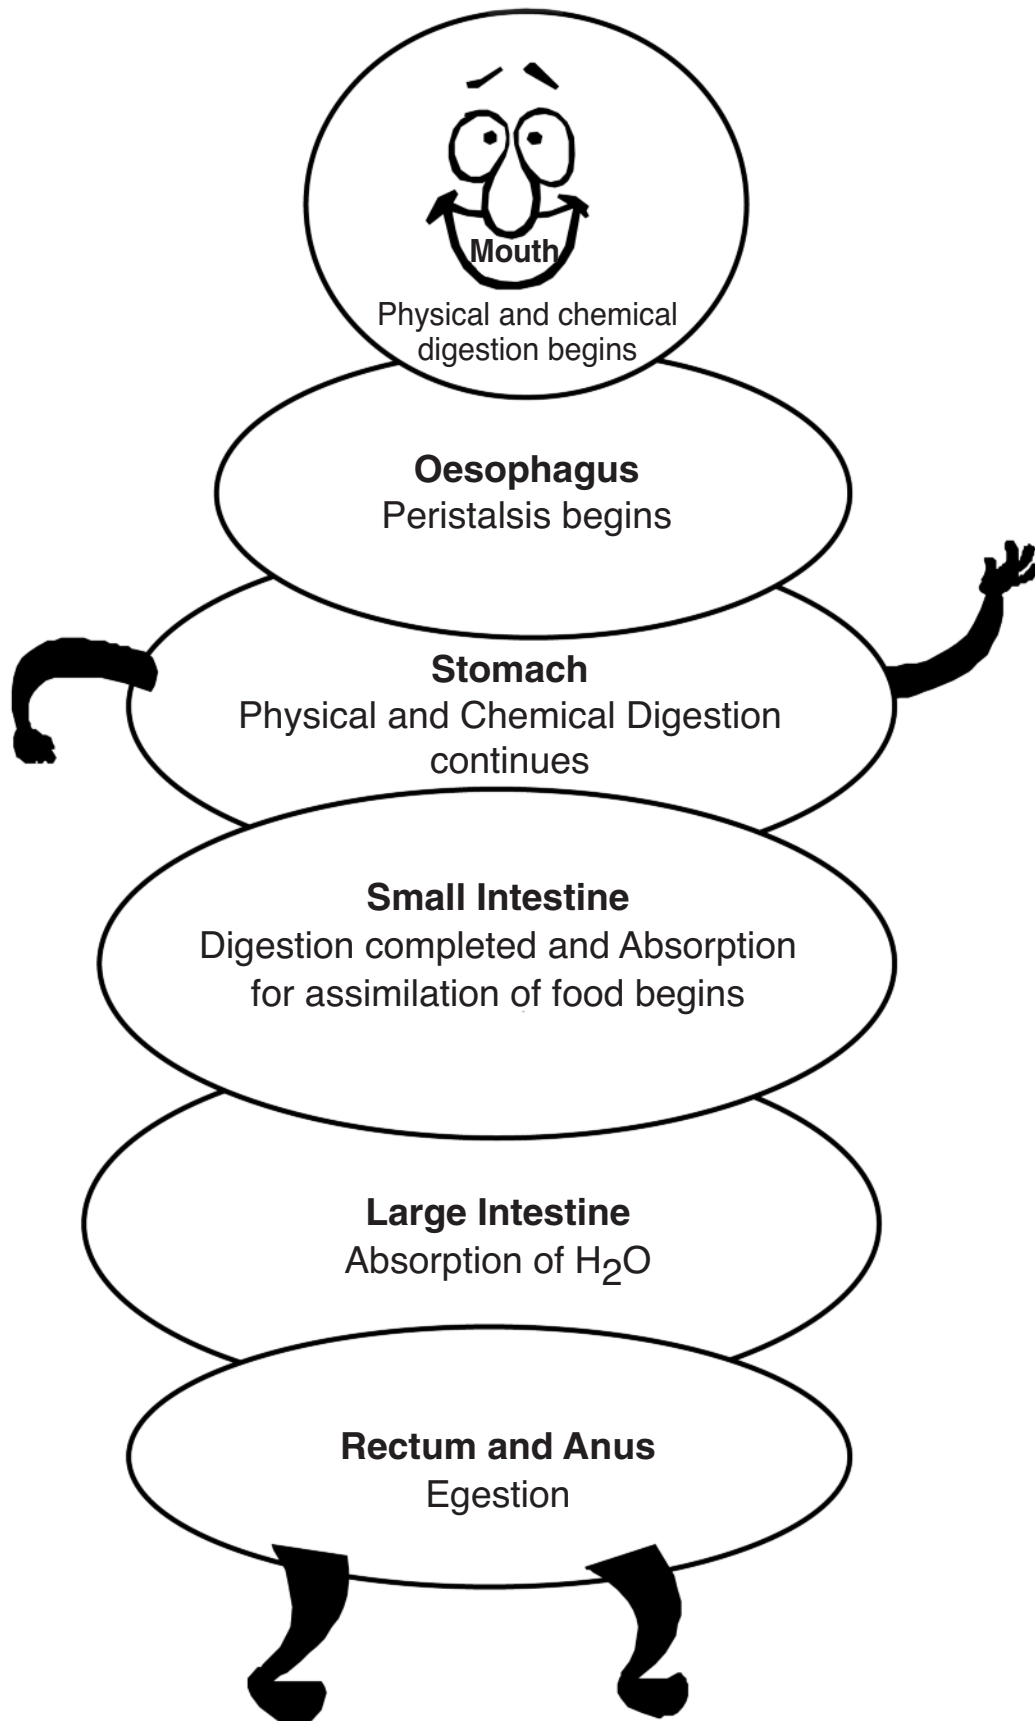 Mouth
Physical and chemical
digestion begins
Oesophagus
Peristalsis begins
Stomach
Physical and Chemical Digestion
continues
Small Intestine
Digestion completed and Absorption
for assimilation of food begins
Large Intestine
Absorption of H₂O
Rectum and Anus
Egestion